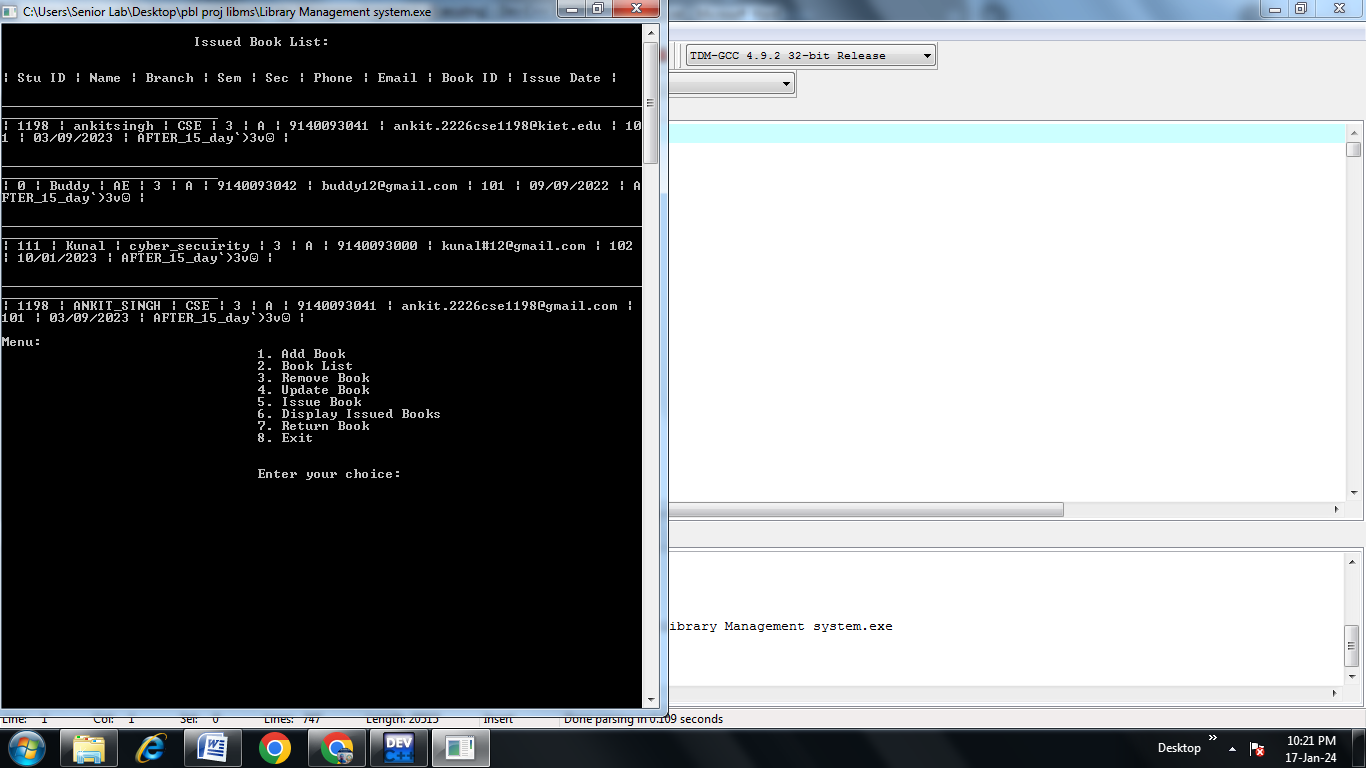 C:\Users\Senior Lab\Desktop\pbl proj libms\Library Management system.exe
Issued Book List:
¦ Stu ID ¦ Name ¦ Branch ¦ Sem ¦ Sec ¦ Phone ¦ Email ¦ Book ID ¦ Issue Date ¦
¦ 1198 ¦ ankitsingh ¦ CSE ¦ 3 ¦ A ¦ 9140093041 ¦ ankit.2226cse1198@kiet.edu ¦ 10
1 ¦ 03/09/2023 ¦ AFTER_15_day`>3v☺ ¦
¦ 0 ¦ Buddy ¦ AE ¦ 3 ¦ A ¦ 9140093042 ¦ buddy12@gmail.com ¦ 101 ¦ 09/09/2022 ¦ A
FTER_15_day`>3v☺ ¦
¦ 111 ¦ Kunal ¦ cyber_secuirity ¦ 3 ¦ A ¦ 9140093000 ¦ kunal#12@gmail.com ¦ 102
¦ 10/01/2023 ¦ AFTER_15_day`>3v☺ ¦
¦ 1198 ¦ ANKIT_SINGH ¦ CSE ¦ 3 ¦ A ¦ 9140093041 ¦ ankit.2226cse1198@gmail.com ¦
101 ¦ 03/09/2023 ¦ AFTER_15_day`>3v☺ ¦
Menu:
1. Add Book
2. Book List
3. Remove Book
4. Update Book
5. Issue Book
6. Display Issued Books
7. Return Book
8. Exit
Enter your choice:
TDM-GCC 4.9.2 32-bit Release
ibrary Management system.exe
Line: 1 Col: 1 Sel: 0 Lines: 747 Length: 20515 Insert Done parsing in 0.109 seconds
DEV
C++
Desktop
10:21 PM
17-Jan-24